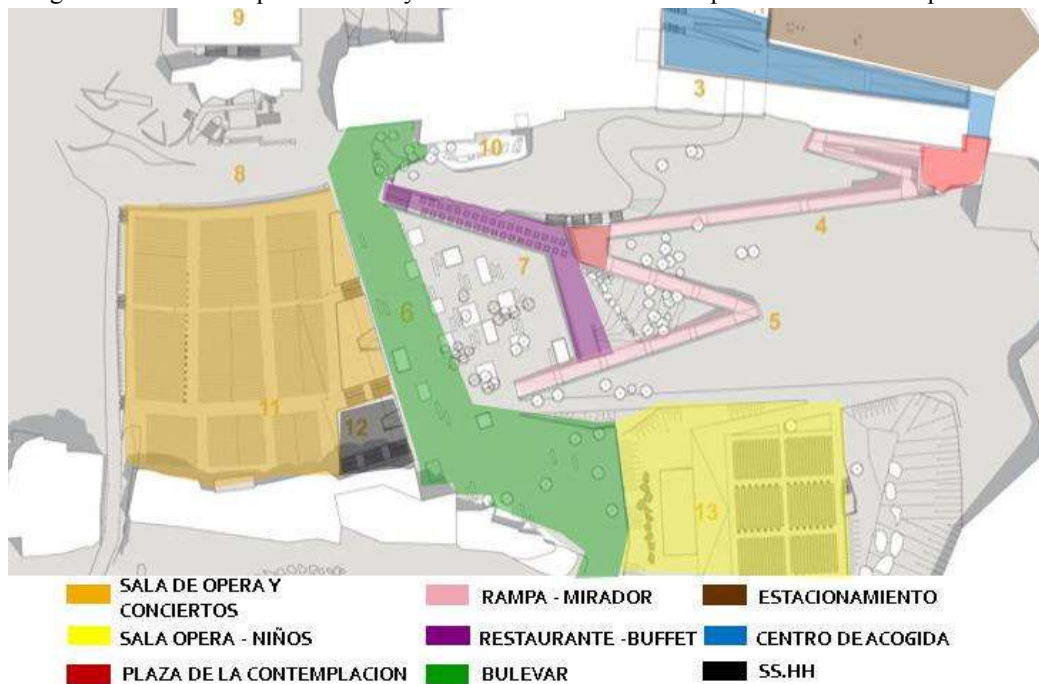 9
3
10
8
4
7
6
5
11
12
13
SALA DE OPERA Y
CONCIERTOS
RAMPA - MIRADOR
ESTACIONAMIENTO
SALA OPERA - NIÑOS
RESTAURANTE -BUFFET
CENTRO DE ACOGIDA
PLAZA DE LA CONTEMPLACION
BULEVAR
SS.HH